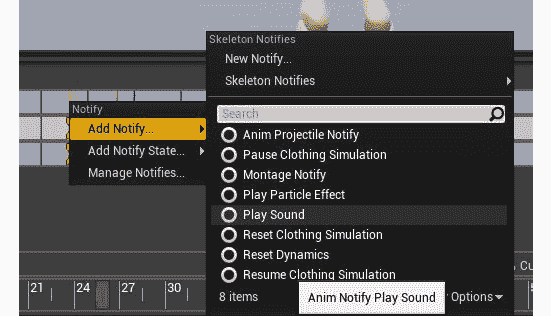 Skeleton Notifies
New Notify...
Skeleton Notifies
Search
Notify
Add Notify...
Add Notify State...
Manage Notifies...
Anim Projectile Notify
Pause Clothing Simulation
Montage Notify
Play Particle Effect
Play Sound
Reset Clothing Simulation
Reset Dynamics
Resume Clothing Simulation
8 items
Anim Notify Play Sound
Options
21 24 27 30